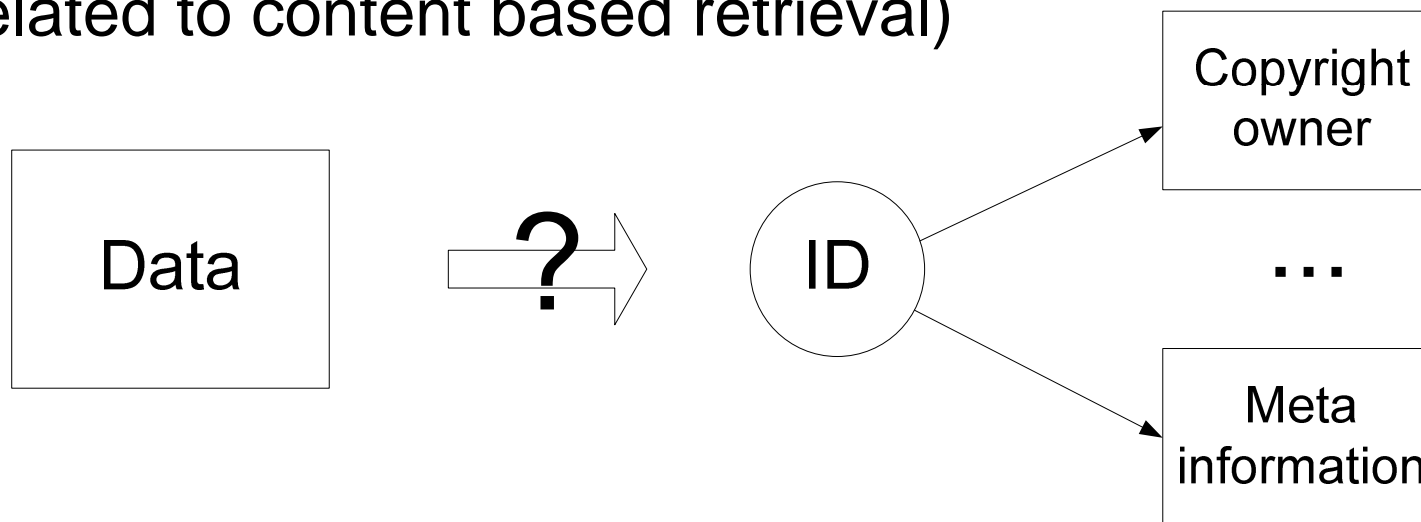 elated to content based retrieval)
Copyright
owner
Data
?
ID
...
Meta
information